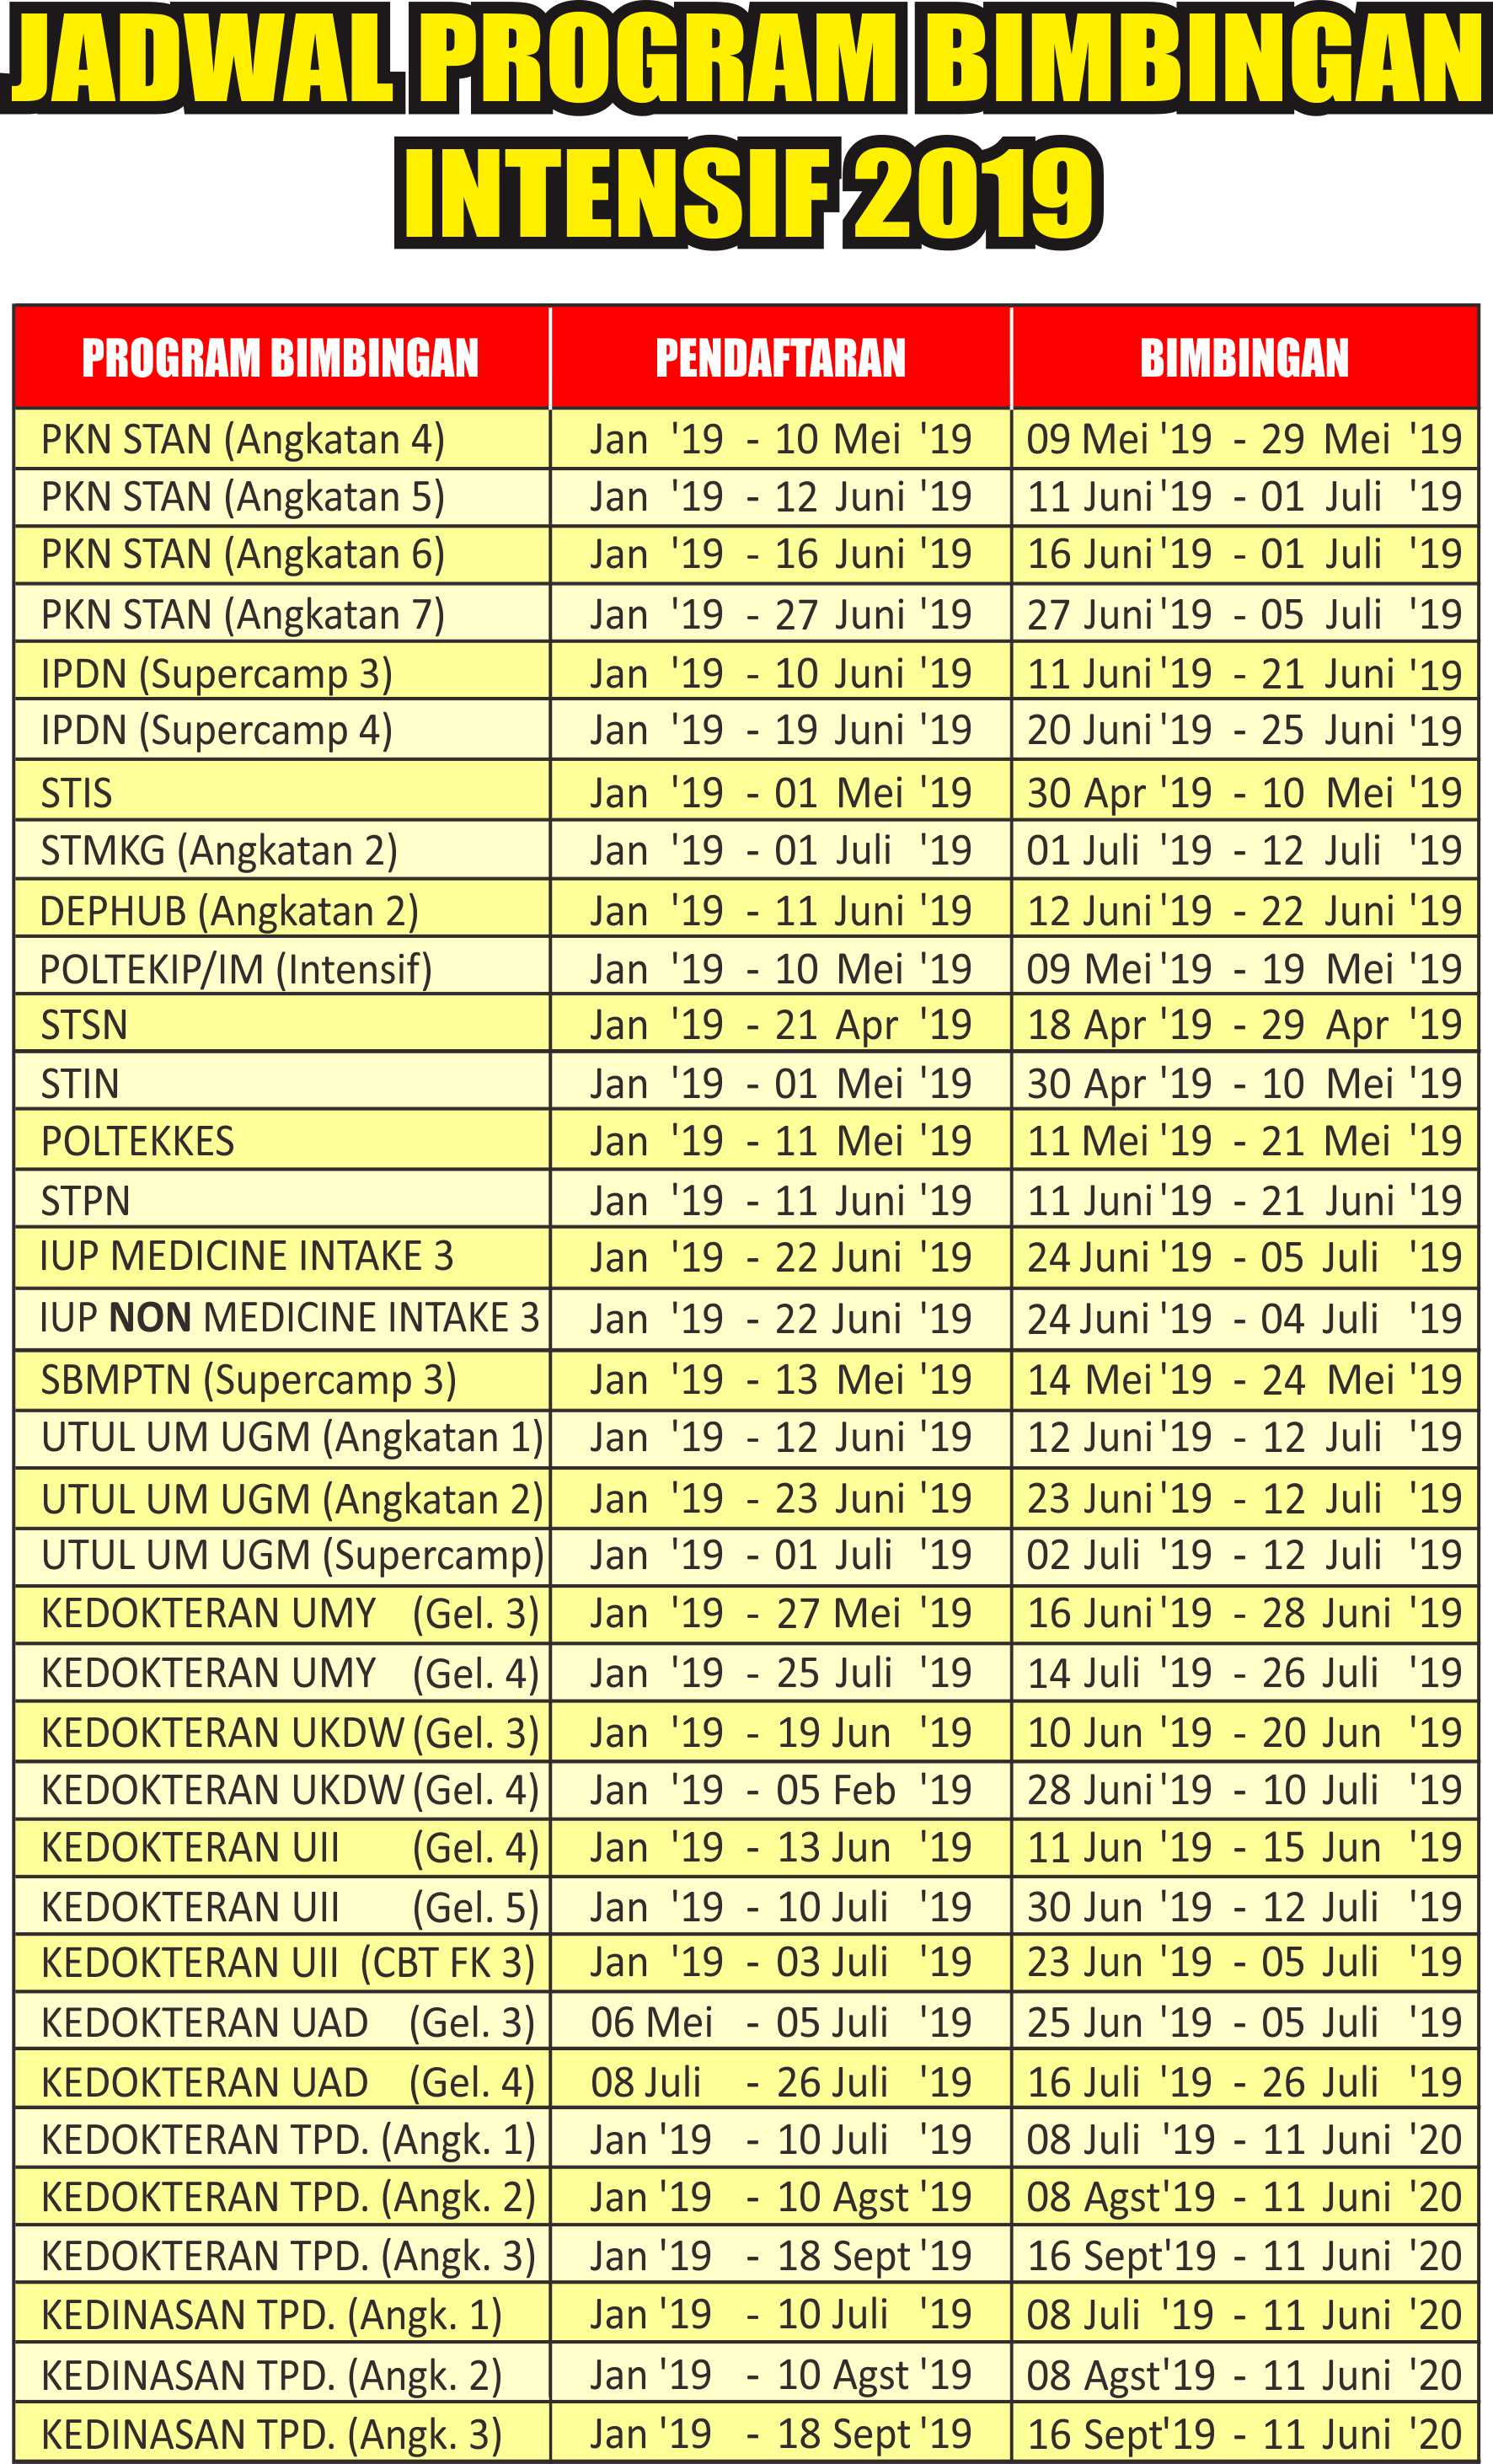 JADWAL PROGRAM BIMBINGAN
INTENSIF 2019
PROGRAM BIMBINGAN PENDAFTARAN BIMBINGAN
PKN STAN (Angkatan 4) Jan '19 - 10 Mei '19 09 Mei '19 - 29 Mei '19
PKN STAN (Angkatan 5) Jan '19 - 12 Juni '19 11 Juni '19 - 01 Juli '19
PKN STAN (Angkatan 6) Jan '19 - 16 Juni '19 16 Juni '19 - 01 Juli '19
PKN STAN (Angkatan 7) Jan '19 - 27 Juni '19 27 Juni '19 - 05 Juli '19
IPDN (Supercamp 3) Jan '19 - 10 Juni '19 11 Juni '19 - 21 Juni '19
IPDN (Supercamp 4) Jan '19 - 19 Juni '19 20 Juni '19 - 25 Juni '19
STIS Jan '19 - 01 Mei '19 30 Apr '19 - 10 Mei '19
STMKG (Angkatan 2) Jan '19 - 01 Juli '19 01 Juli '19 - 12 Juli '19
DEPHUB (Angkatan 2) Jan '19 - 11 Juni '19 12 Juni '19 - 22 Juni '19
POLTEKIP/IM (Intensif) Jan '19 - 10 Mei '19 09 Mei '19 - 19 Mei '19
STSN Jan '19 - 21 Apr '19 18 Apr '19 - 29 Apr '19
STIN Jan '19 - 01 Mei '19 30 Apr '19 - 10 Mei '19
POLTEKKES Jan '19 - 11 Mei '19 11 Mei '19 - 21 Mei '19
STPN Jan '19 - 11 Juni '19 11 Juni '19 - 21 Juni '19
IUP MEDICINE INTAKE 3 Jan '19 - 22 Juni '19 24 Juni '19 - 05 Juli '19
IUP NON MEDICINE INTAKE 3 Jan '19 - 22 Juni '19 24 Juni '19 - 04 Juli '19
SBMPTN (Supercamp 3) Jan '19 - 13 Mei '19 14 Mei '19 - 24 Mei '19
UTUL UM UGM (Angkatan 1) Jan '19 - 12 Juni '19 12 Juni '19 - 12 Juli '19
UTUL UM UGM (Angkatan 2) Jan '19 - 23 Juni '19 23 Juni '19 - 12 Juli '19
UTUL UM UGM (Supercamp) Jan '19 - 01 Juli '19 02 Juli '19 - 12 Juli '19
KEDOKTERAN UMY (Gel. 3) Jan '19 - 27 Mei '19 16 Juni '19 - 28 Juni '19
KEDOKTERAN UMY (Gel. 4) Jan '19 - 25 Juli '19 14 Juli '19 - 26 Juli '19
KEDOKTERAN UKDW (Gel. 3) Jan '19 - 19 Jun '19 10 Jun '19 - 20 Jun '19
KEDOKTERAN UKDW (Gel. 4) Jan '19 - 05 Feb '19 28 Juni '19 - 10 Juli '19
KEDOKTERAN UII (Gel. 4) Jan '19 - 13 Jun '19 11 Jun '19 - 15 Jun '19
KEDOKTERAN UII (Gel. 5) Jan '19 - 10 Juli '19 30 Jun '19 - 12 Juli '19
KEDOKTERAN UII (CBT FK 3) Jan '19 - 03 Juli '19 23 Jun '19 - 05 Juli '19
KEDOKTERAN UAD (Gel. 3) 06 Mei - 05 Juli '19 25 Jun '19 - 05 Juli '19
KEDOKTERAN UAD (Gel. 4) 08 Juli - 26 Juli '19 16 Juli '19 - 26 Juli '19
KEDOKTERAN TPD. (Angk. 1) Jan '19 - 10 Juli '19 08 Juli '19 - 11 Juni '20
KEDOKTERAN TPD. (Angk. 2) Jan '19 - 10 Agst '19 08 Agst'19 - 11 Juni '20
KEDOKTERAN TPD. (Angk. 3) Jan '19 - 18 Sept '19 16 Sept'19 - 11 Juni '20
KEDINASAN TPD. (Angk. 1) Jan '19 - 10 Juli '19 08 Juli '19 - 11 Juni '20
KEDINASAN TPD. (Angk. 2) Jan '19 - 10 Agst '19 08 Agst'19 - 11 Juni '20
KEDINASAN TPD. (Angk. 3) Jan '19 - 18 Sept '19 16 Sept'19 - 11 Juni '20